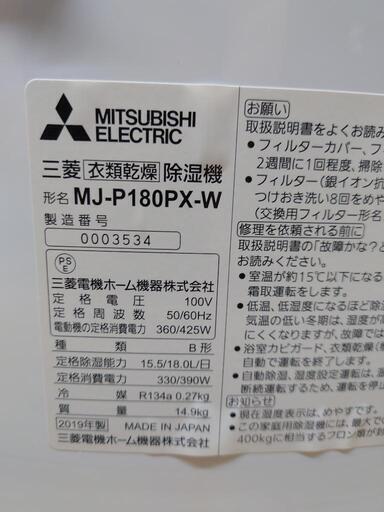 MITSUBISHI
ELECTRIC
三菱 衣類乾燥 除湿機
形名 MJ-P180PX-W
製造番号
0003534
PS
E
三菱電機ホーム機器株式会社
定格電圧 100V
定格周波数 50/60Hz
電動機の定格消費電力 360/425W
種類 B形
定格除湿能力 15.5/18.0L/日
定格消費電力 330/390W
冷媒 R134a 0.27kg
質量 14.9kg
2019年製 MADE IN JAPAN
三菱電機ホーム機器株式会社
お願い
取扱説明書をよくお読み
●フィルターカバー、フ
2週間に1回程度、掃除
●フィルター(銀イオン抗
つけおき洗い8回をめや
(交換用フィルター形名
修理を依頼される前に
取扱説明書の「故障かな?と
お読みください。
●室温が約15℃以下になる
霜取運転をします。
●低温、低湿度になるほど除
気温の低い冬期は、湿度が
にくくなりますが、故障では
●浴室カビガード、衣類乾燥(
自動で運転を終了します。
●自動除湿、湿度設定運転は、
断続運転するため、運転を停
お知らせ
●現在湿度表示は、めやすです。
●この家庭用除湿機には、最大で
400kgに相当するフロン類が封